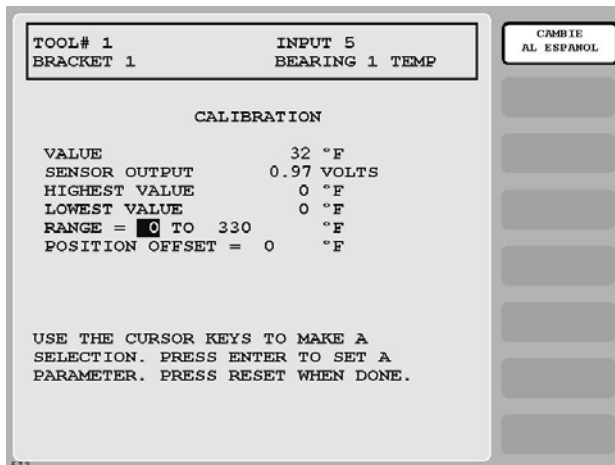 TOOL# 1 INPUT 5
BRACKET 1 BEARING 1 TEMP
CAMBIE
AL ESPANOL
CALIBRATION
VALUE 32 °F
SENSOR OUTPUT 0.97 VOLTS
HIGHEST VALUE 0 °F
LOWEST VALUE 0 °F
RANGE = 0 TO 330 °F
POSITION OFFSET = 0 °F
USE THE CURSOR KEYS TO MAKE A
SELECTION. PRESS ENTER TO SET A
PARAMETER. PRESS RESET WHEN DONE.